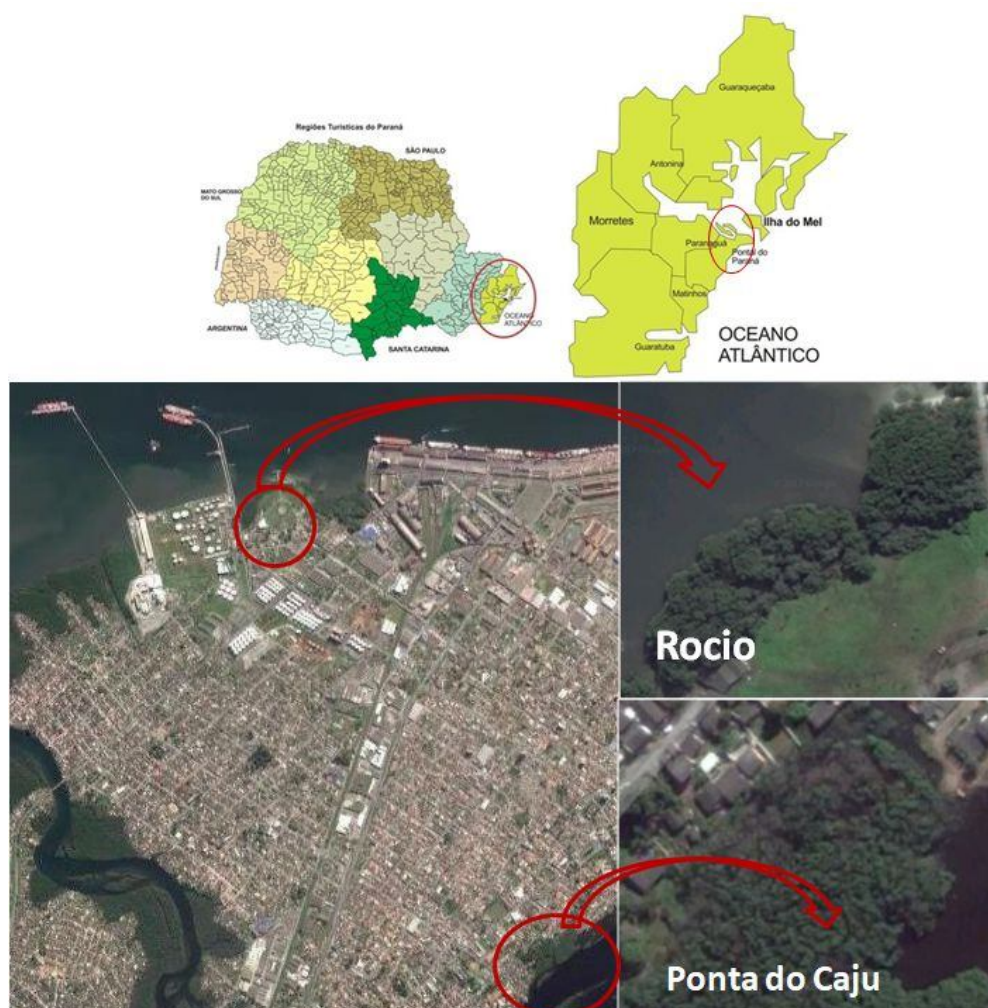 Regiões Turísticas do Paraná
SÃO PAULO
MATO GROSSO
DO SUL
ARGENTINA
SANTA CATARINA
OCEANO
ATLÂNTICO
Guaraqueçaba
Antonina
Morretes
Ilha do Mel
Paranaguá
Pontal do
Paraná
Matinhos
Guaratuba
OCEANO
ATLÂNTICO
Rocio
Ponta do Caju